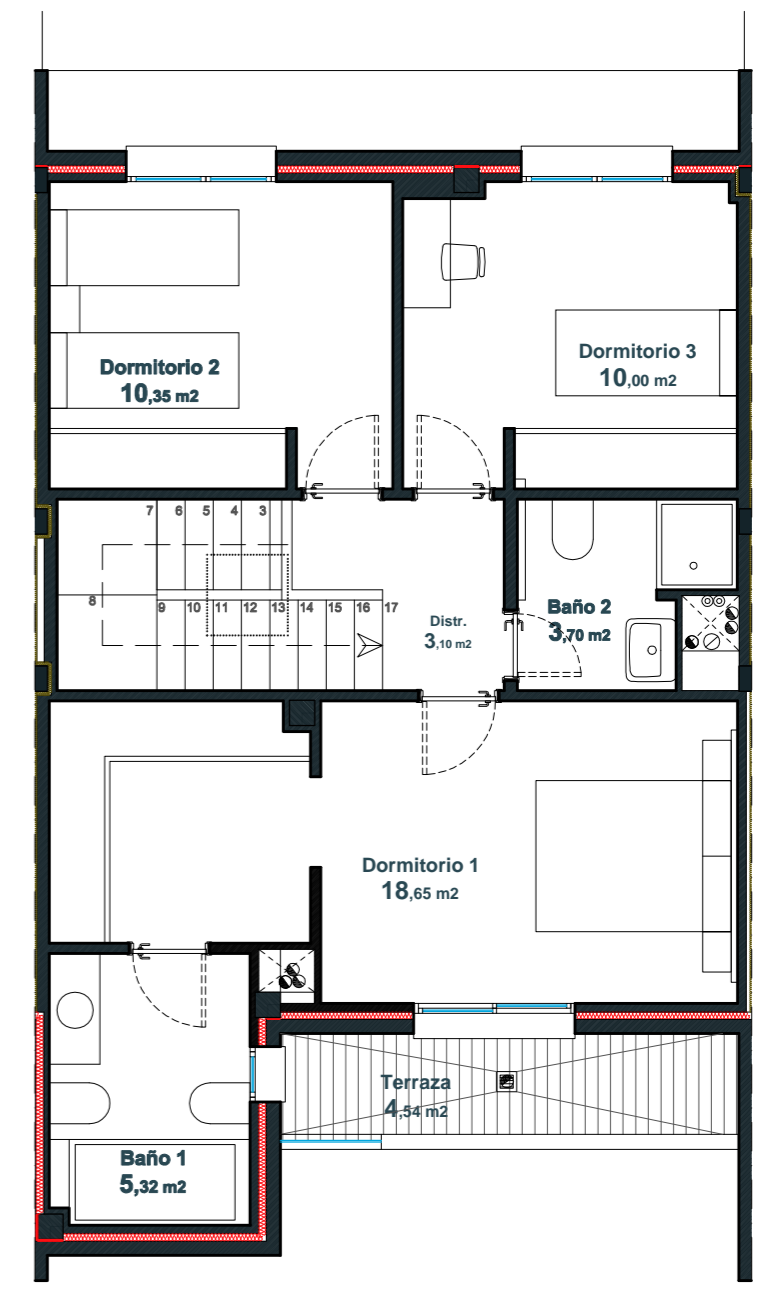 Dormitorio 2
10,35 m2
Dormitorio 3
10,00 m2
7 6 5 4 3
8
9 10 11 12 13 14 15 16 17
Distr.
3,10 m2
Baño 2
3,70 m2
Dormitorio 1
18,65 m2
Terraza
4,54 m2
Baño 1
5,32 m2